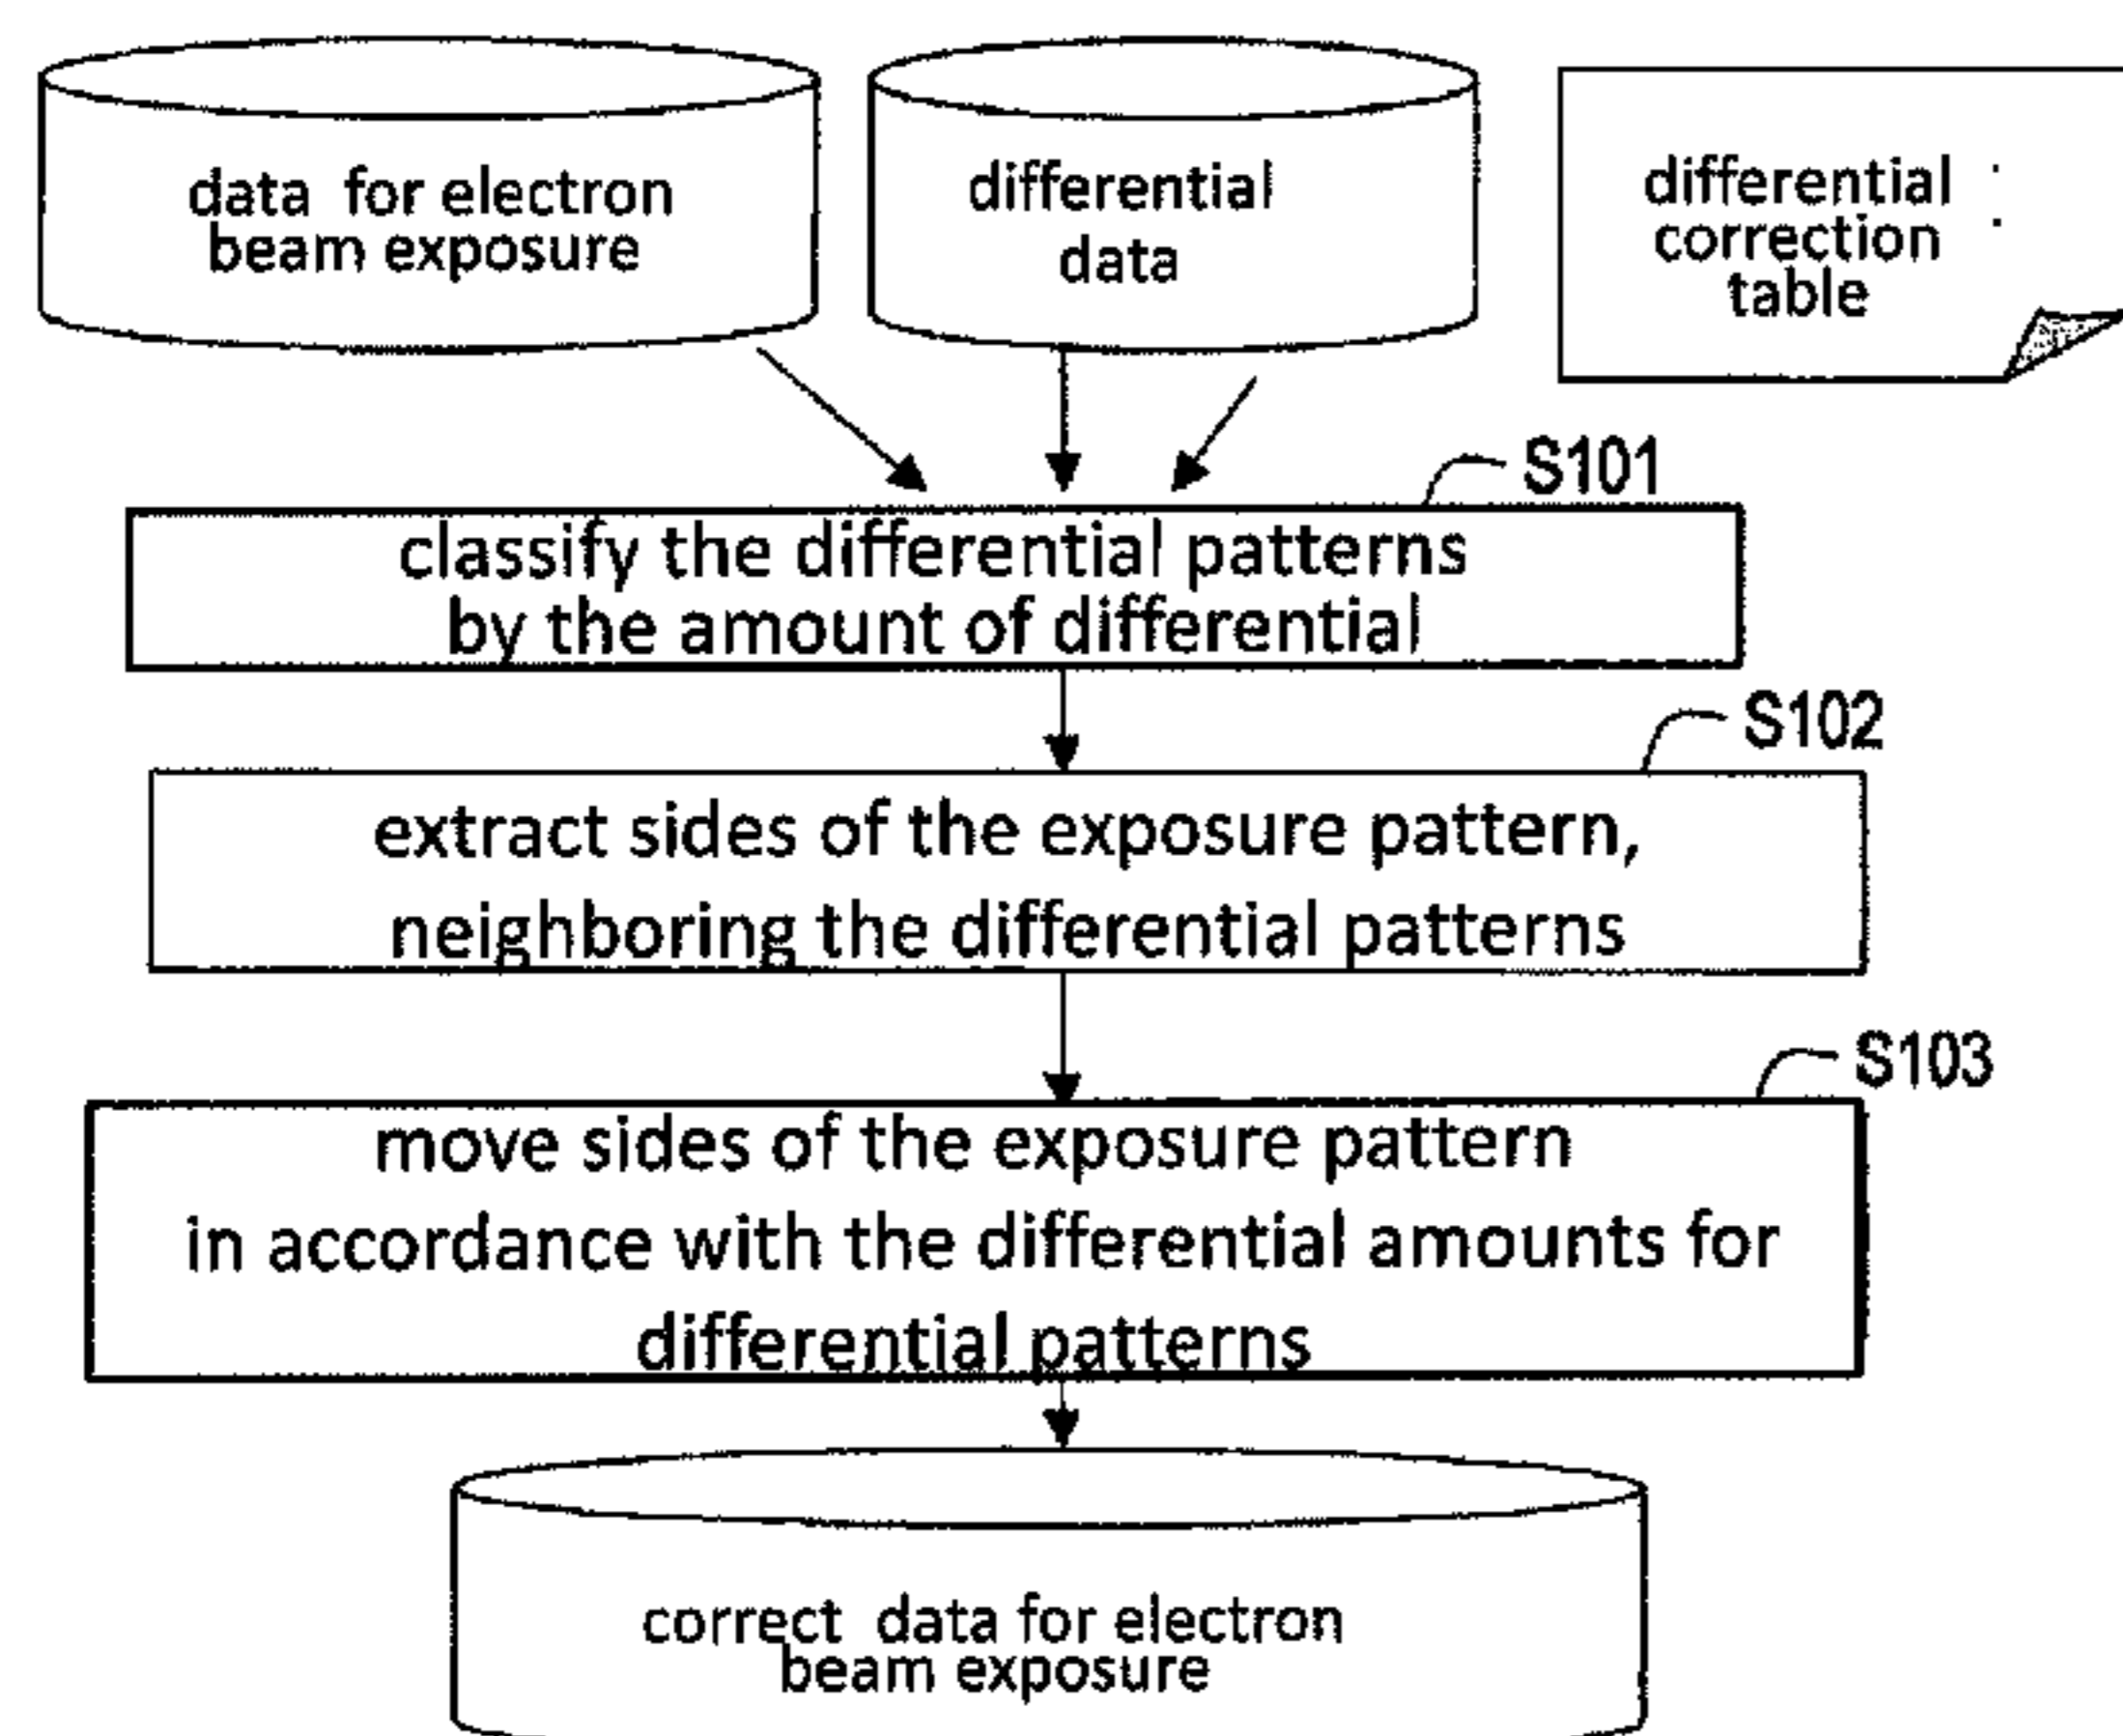 data for electron
beam exposure
differential
data
differential
correction
table
S101
classify the differential patterns
by the amount of differential
S102
extract sides of the exposure pattern,
neighboring the differential patterns
S103
move sides of the exposure pattern
in accordance with the differential amounts for
differential patterns
correct data for electron
beam exposure